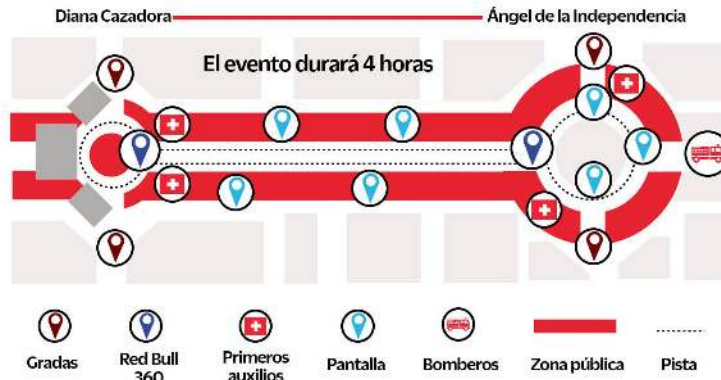 Diana Cazadora Ángel de la Independencia
El evento durará 4 horas
Gradas Red Bull 360 Primeros auxilios Pantalla Bomberos Zona pública Pista